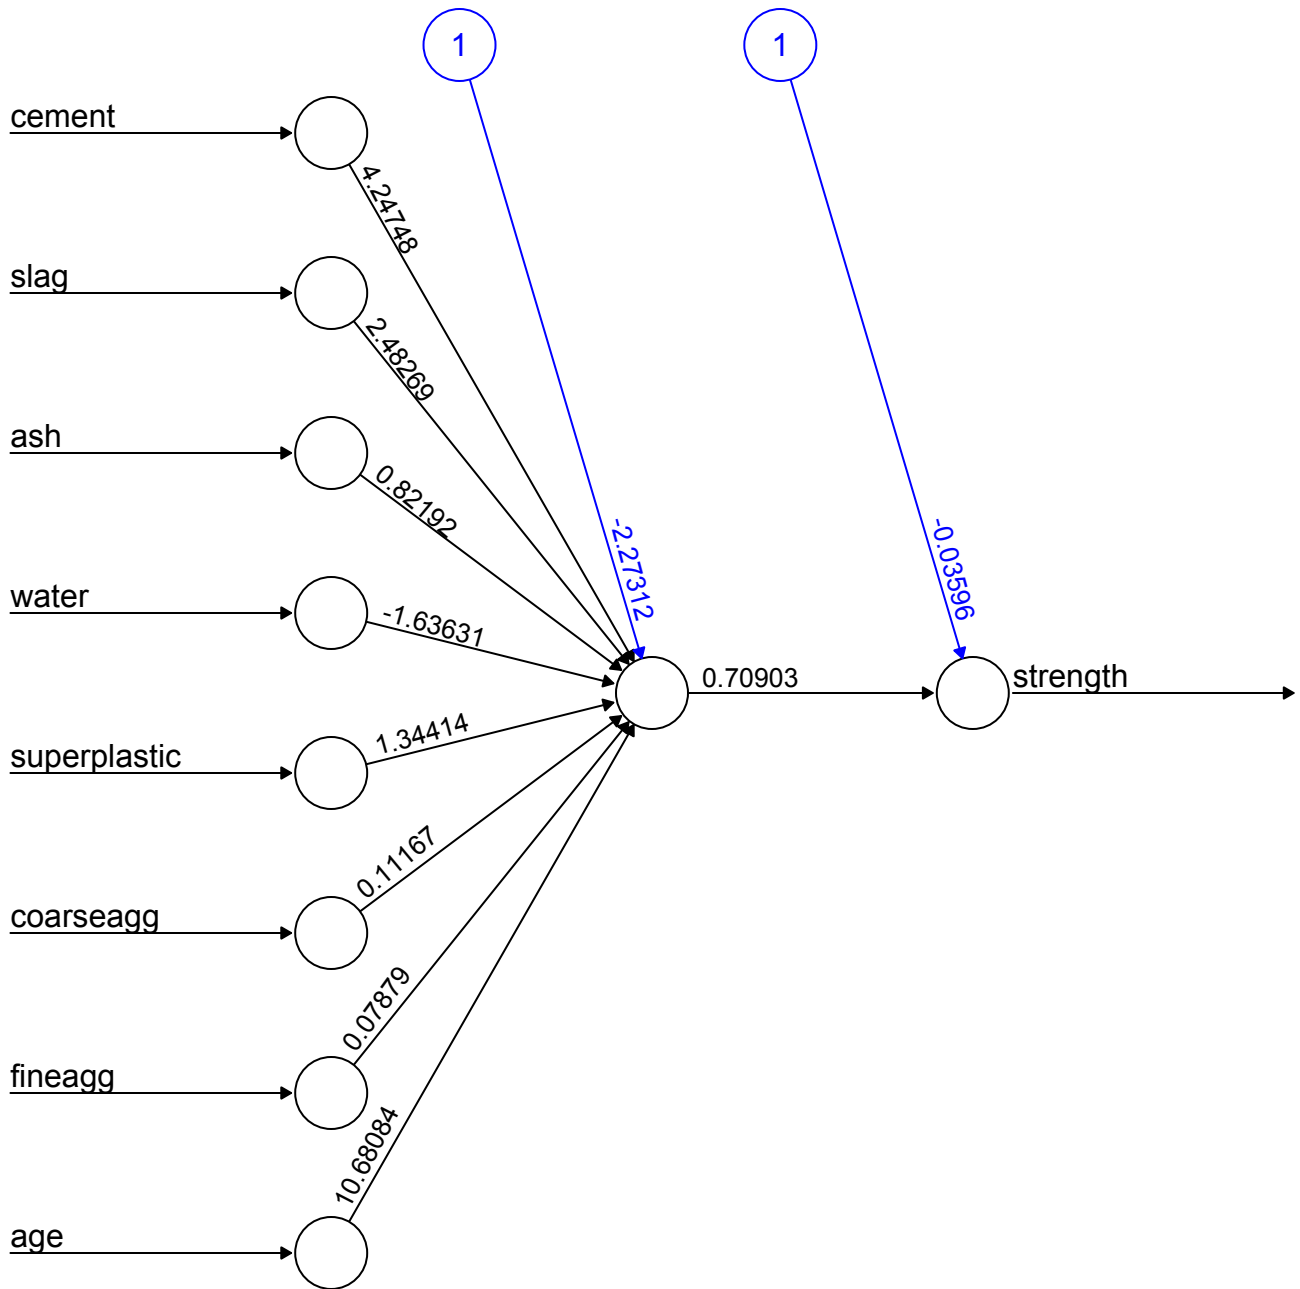 1
1
cement
4.24748
slag
2.48269
ash
0.82192
-2.27312
-0.03596
water
-1.63631
0.70903
strength
superplastic
1.34414
coarseagg
0.11167
fineagg
0.07879
age
10.68084